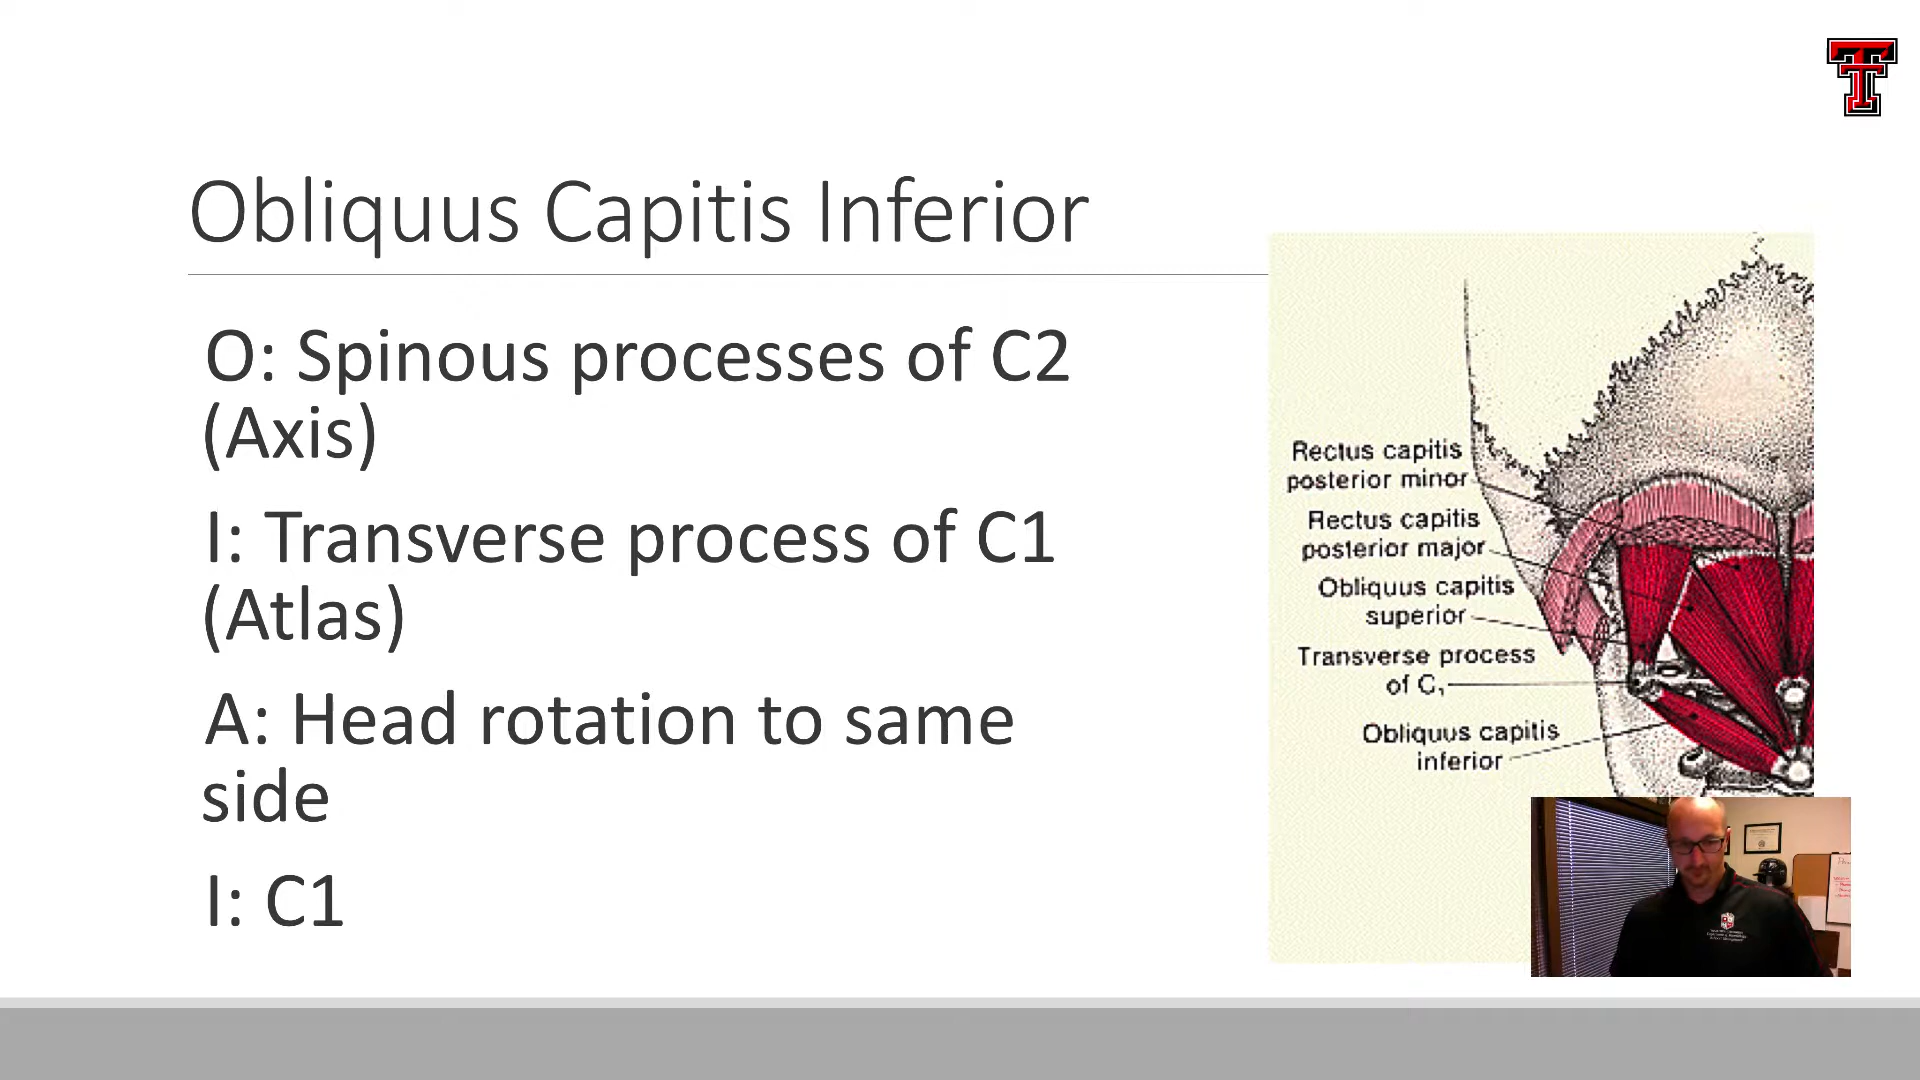 Obliquus Capitis Inferior
O: Spinous processes of C2
(Axis)
I: Transverse process of C1
(Atlas)
A: Head rotation to same
side
I: C1
Rectus capitis
posterior minor
Rectus capitis
posterior major
Obliquus capitis
superior
Transverse process
of C₁
Obliquus capitis
inferior